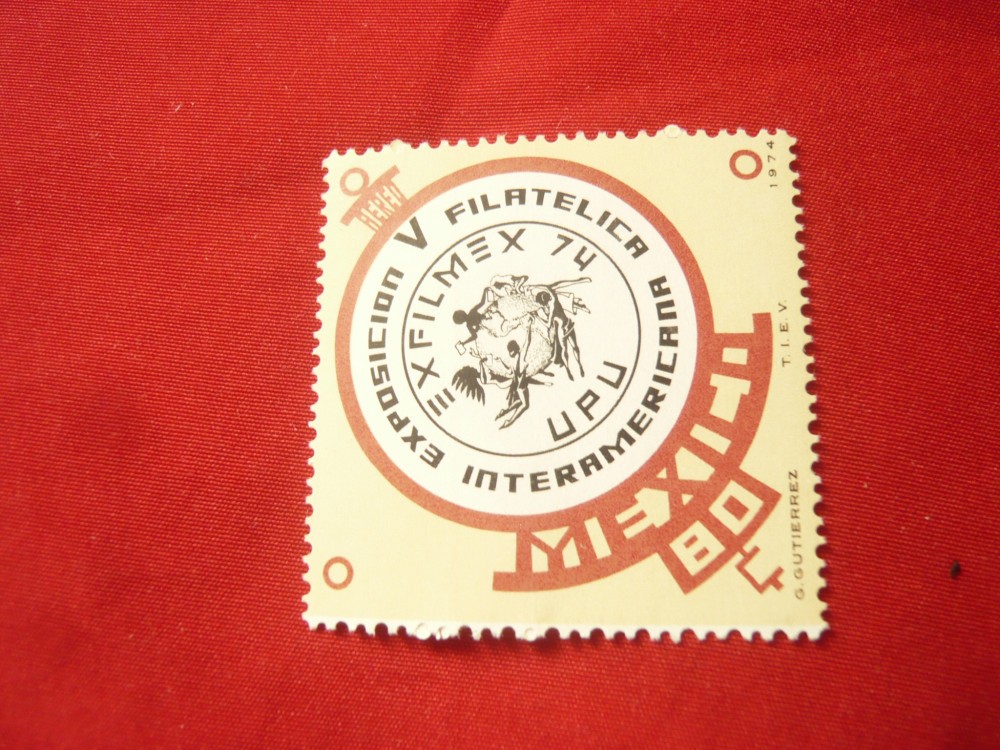 AEREO
1974
V EXPOSICION FILATELICA INTERAMERICANA
EXFILMEX 74
UPU
MEXICO
80¢
T. I. E. V.
G. GUTIERREZ